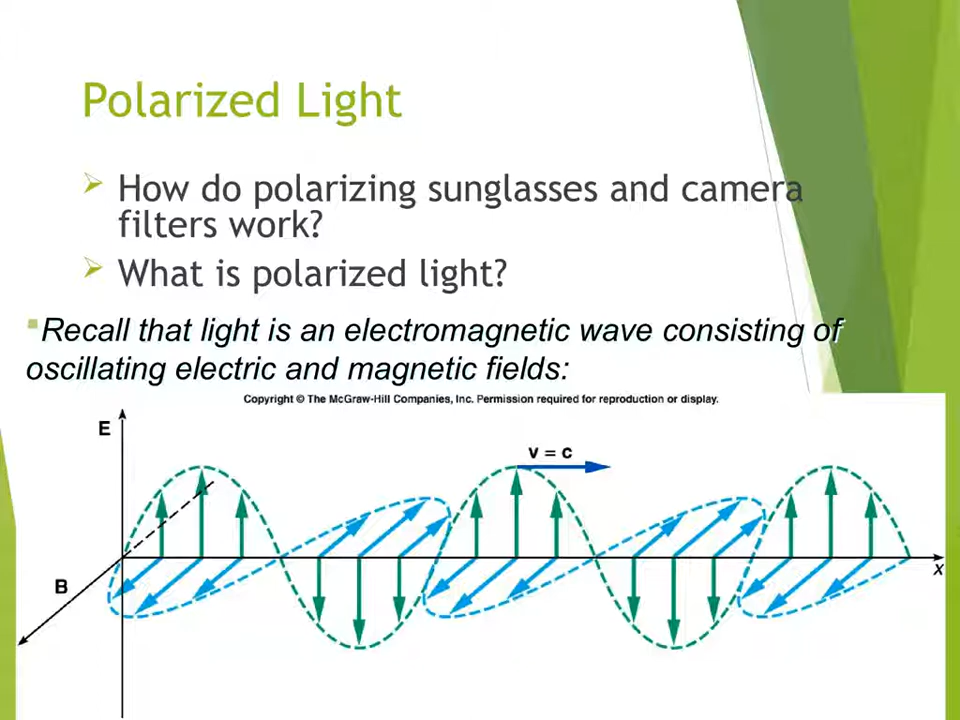 Polarized Light
How do polarizing sunglasses and camera
filters work?
What is polarized light?
Recall that light is an electromagnetic wave consisting of
oscillating electric and magnetic fields:
Copyright © The McGraw-Hill Companies, Inc. Permission required for reproduction or display.
E
v = c
B
x